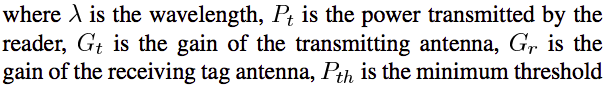 where λ is the wavelength, P_t is the power transmitted by the
reader, G_t is the gain of the transmitting antenna, G_r is the
gain of the receiving tag antenna, P_th is the minimum threshold